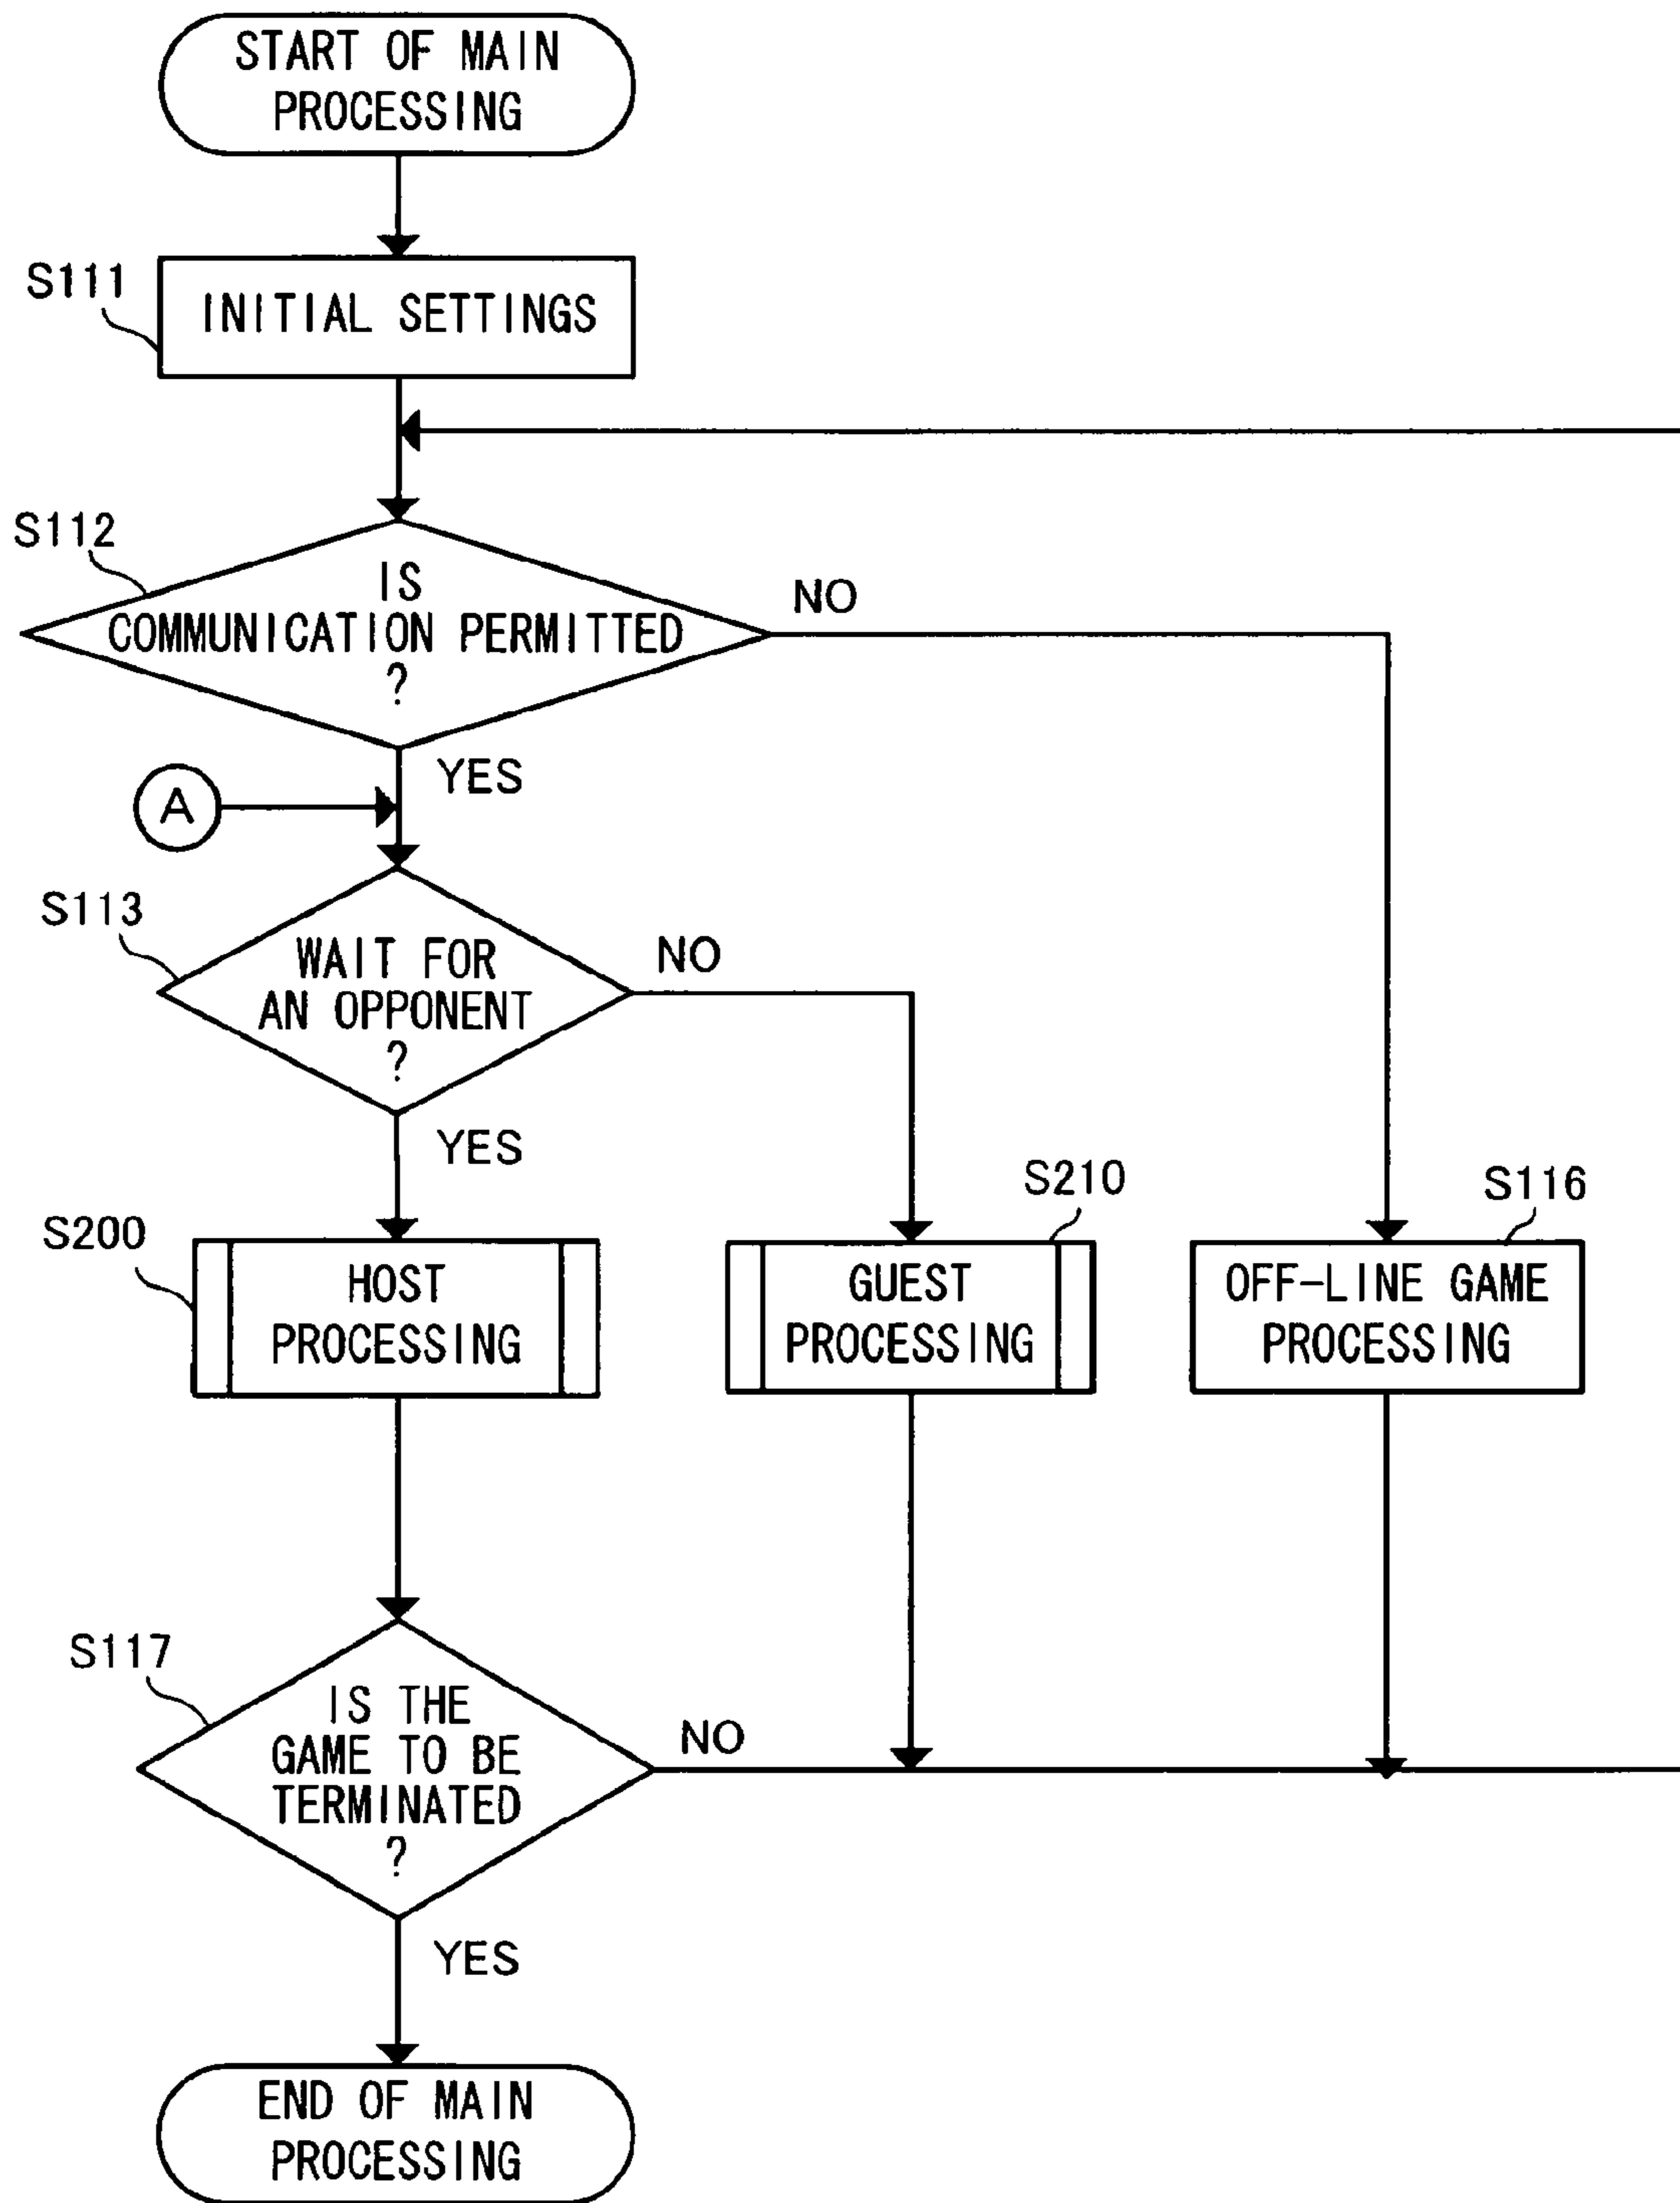 START OF MAIN
PROCESSING
S111
INITIAL SETTINGS
S112
IS
COMMUNICATION PERMITTED
?
NO
YES
A
S113
WAIT FOR
AN OPPONENT
?
NO
YES
S200
HOST
PROCESSING
S210
GUEST
PROCESSING
S116
OFF-LINE GAME
PROCESSING
S117
IS THE
GAME TO BE
TERMINATED
?
NO
YES
END OF MAIN
PROCESSING